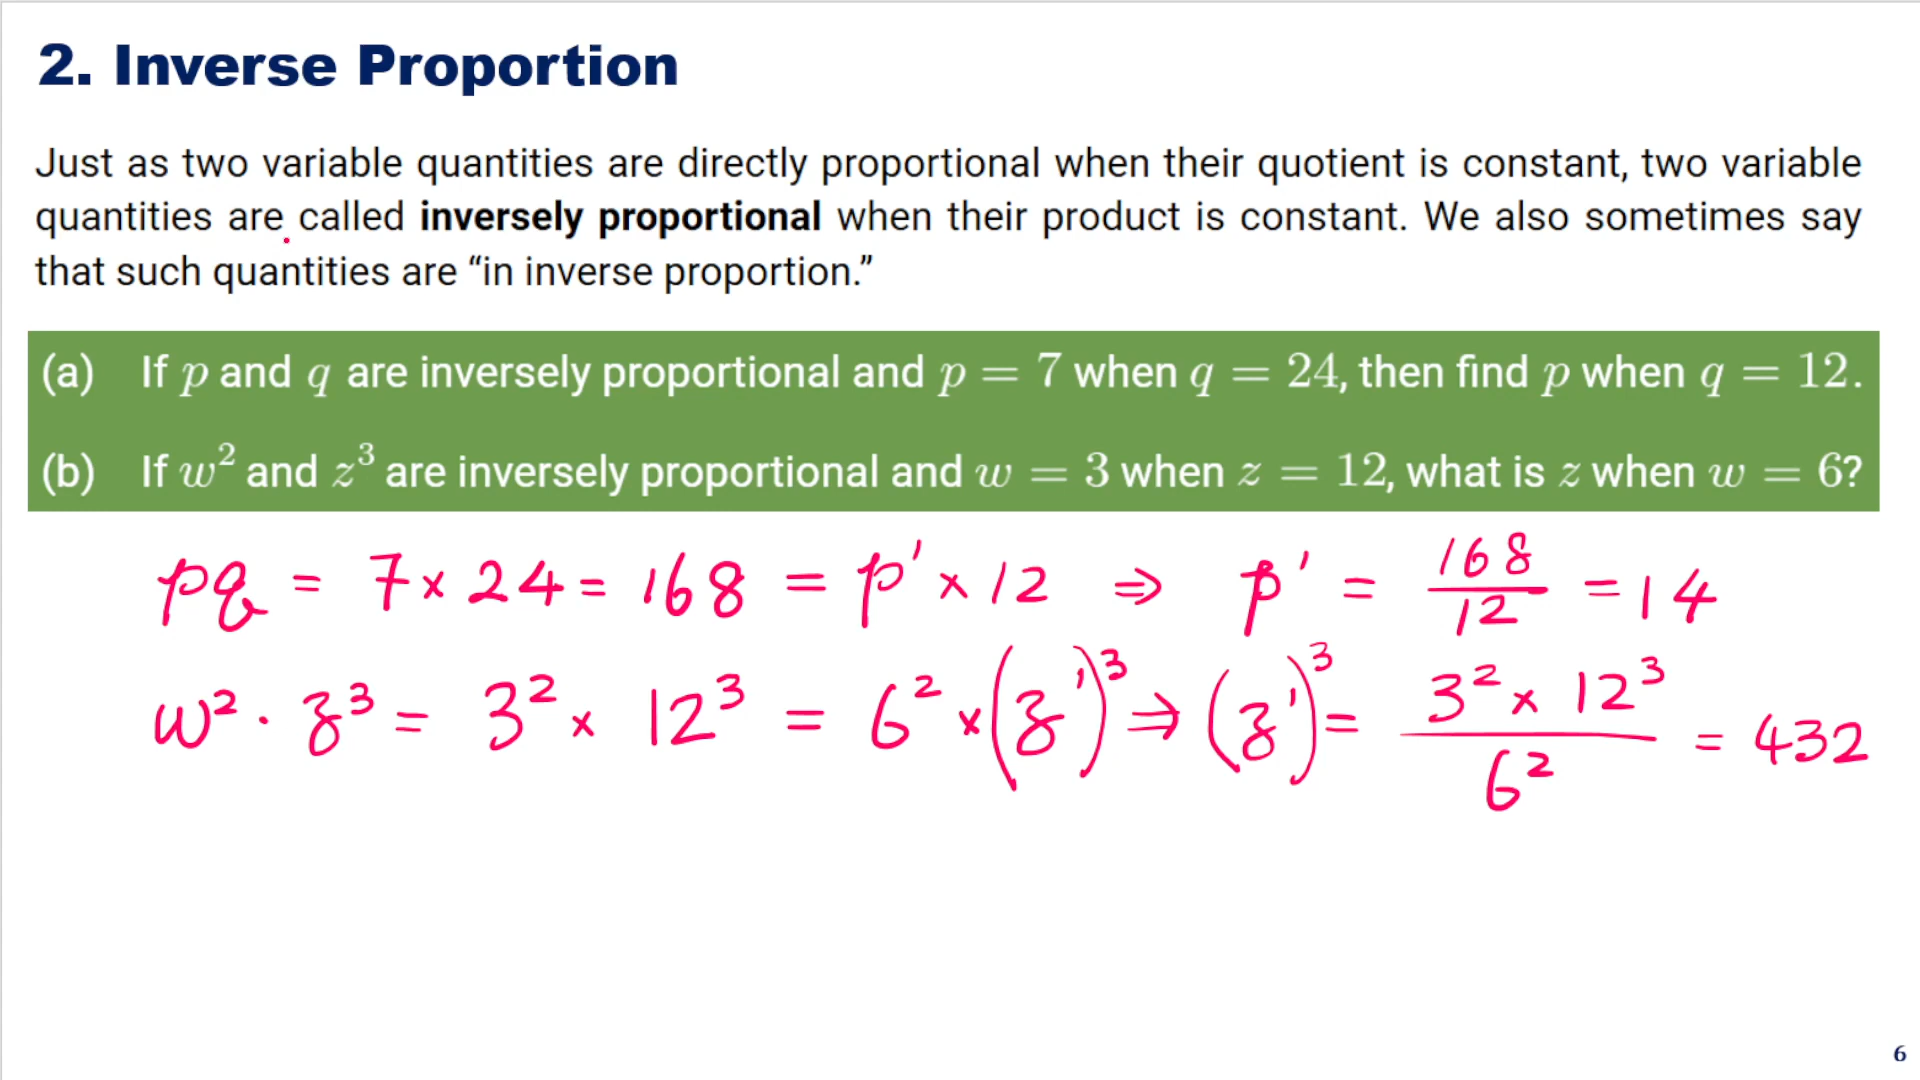 2. Inverse Proportion
Just as two variable quantities are directly proportional when their quotient is constant, two variable
quantities are called inversely proportional when their product is constant. We also sometimes say
that such quantities are “in inverse proportion.”
(a) If p and q are inversely proportional and p = 7 when q = 24, then find p when q = 12.
(b) If w² and z³ are inversely proportional and w = 3 when z = 12, what is z when w = 6?
pq = 7 × 24 = 168 = p' × 12 ⇒ p' = 168/12 = 14
w² · z³ = 3² × 12³ = 6² × (z')³ ⇒ (z')³ = 3² × 12³/6² = 432
6